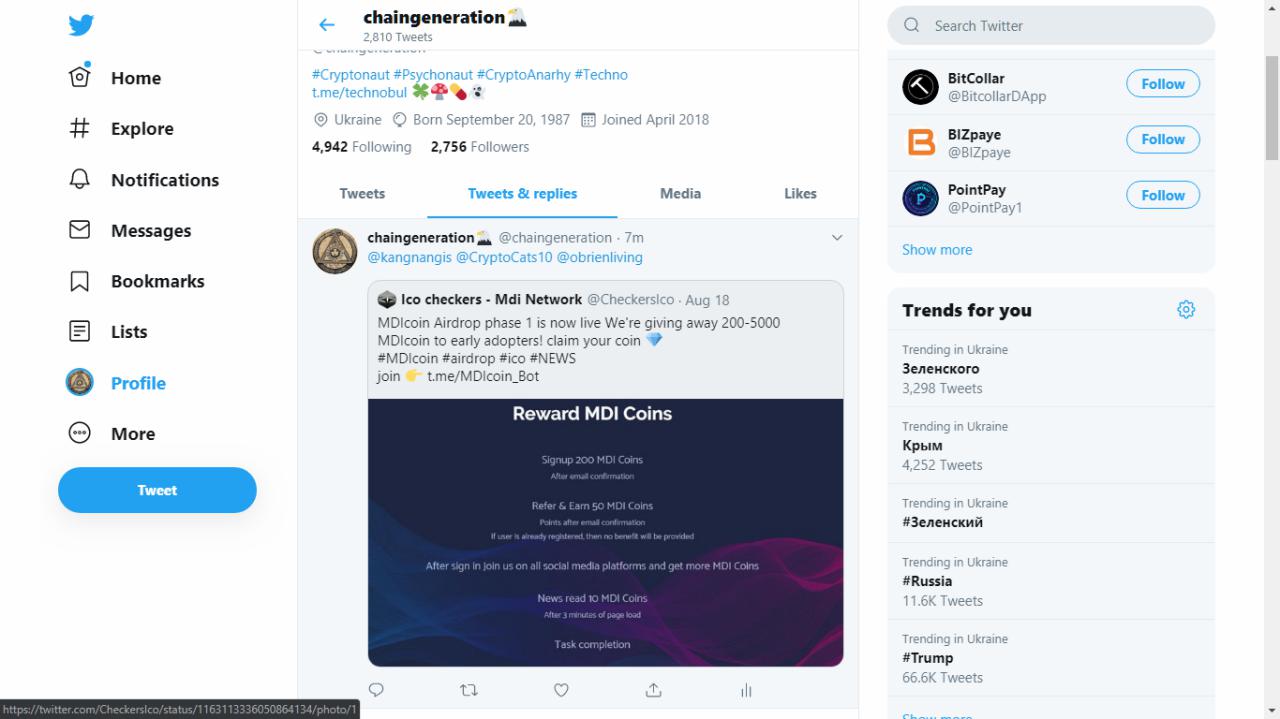 Home
Explore
Notifications
Messages
Bookmarks
Lists
Profile
More
Tweet
chaingeneration
2,810 Tweets
@chaingeneration
#Cryptonaut #Psychonaut #CryptoAnarhy #Techno
t.me/technobul 🍀🍄💊
Ukraine Born September 20, 1987 Joined April 2018
4,942 Following 2,756 Followers
Tweets Tweets & replies Media Likes
chaingeneration @chaingeneration · 7m
@kangnangis @CryptoCats10 @obrienliving
Ico checkers - Mdi Network @CheckersIco · Aug 18
MDIcoin Airdrop phase 1 is now live We're giving away 200-5000
MDIcoin to early adopters! claim your coin 💎
#MDIcoin #airdrop #ico #NEWS
join 👉 t.me/MDIcoin_Bot
Reward MDI Coins
Signup 200 MDI Coins
After email confirmation
Refer & Earn 50 MDI Coins
Points after email confirmation
If user is already registered, then no benefit will be provided
After sign in Join us on all social media platforms and get more MDI Coins
News read 10 MDI Coins
After 3 minutes of page load
Task completion
Search Twitter
BitCollar
@BitcollarDApp
Follow
BIZpaye
@BIZpaye
Follow
PointPay
@PointPay1
Follow
Show more
Trends for you
Trending in Ukraine
Зеленского
3,298 Tweets
Trending in Ukraine
Крым
4,252 Tweets
Trending in Ukraine
#Зеленский
Trending in Ukraine
#Russia
11.6K Tweets
Trending in Ukraine
#Trump
66.6K Tweets
Show more
https://twitter.com/CheckersIco/status/1163113336050864134/photo/1